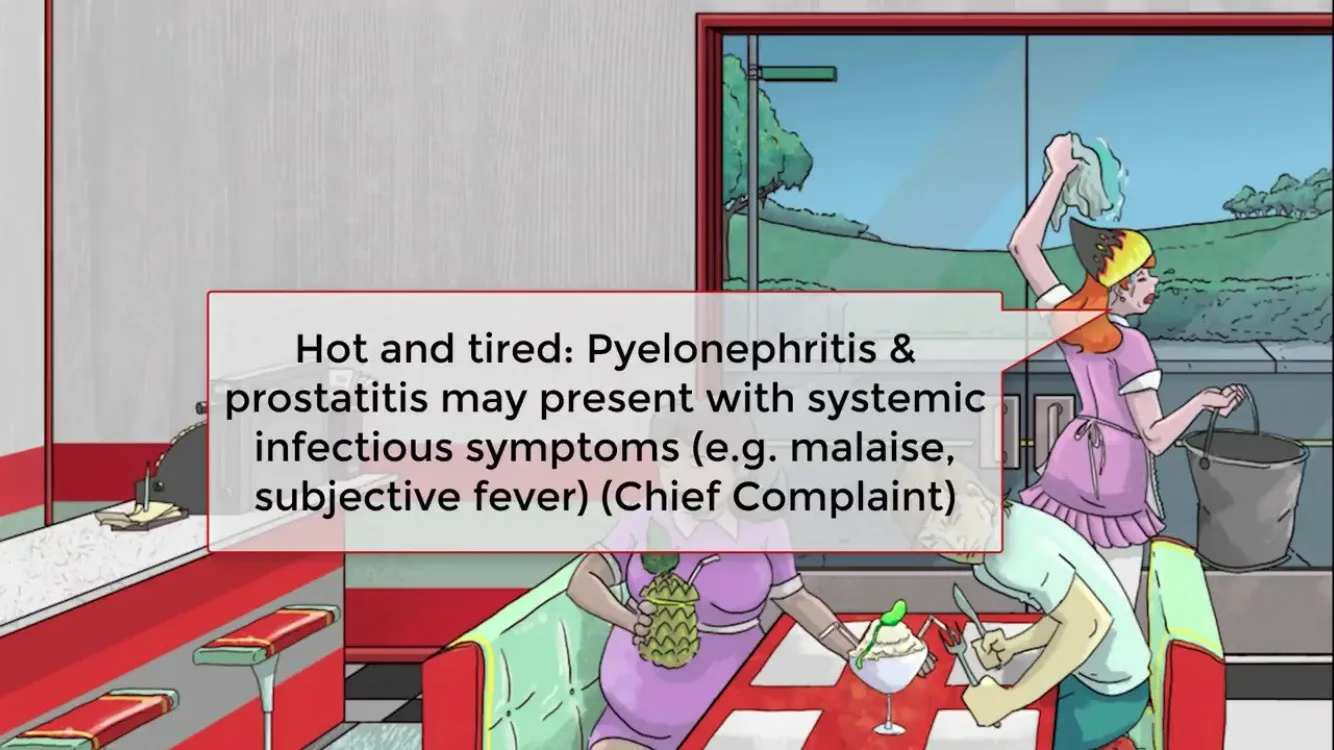 Hot and tired: Pyelonephritis &
prostatitis may present with systemic
infectious symptoms (e.g. malaise,
subjective fever) (Chief Complaint)